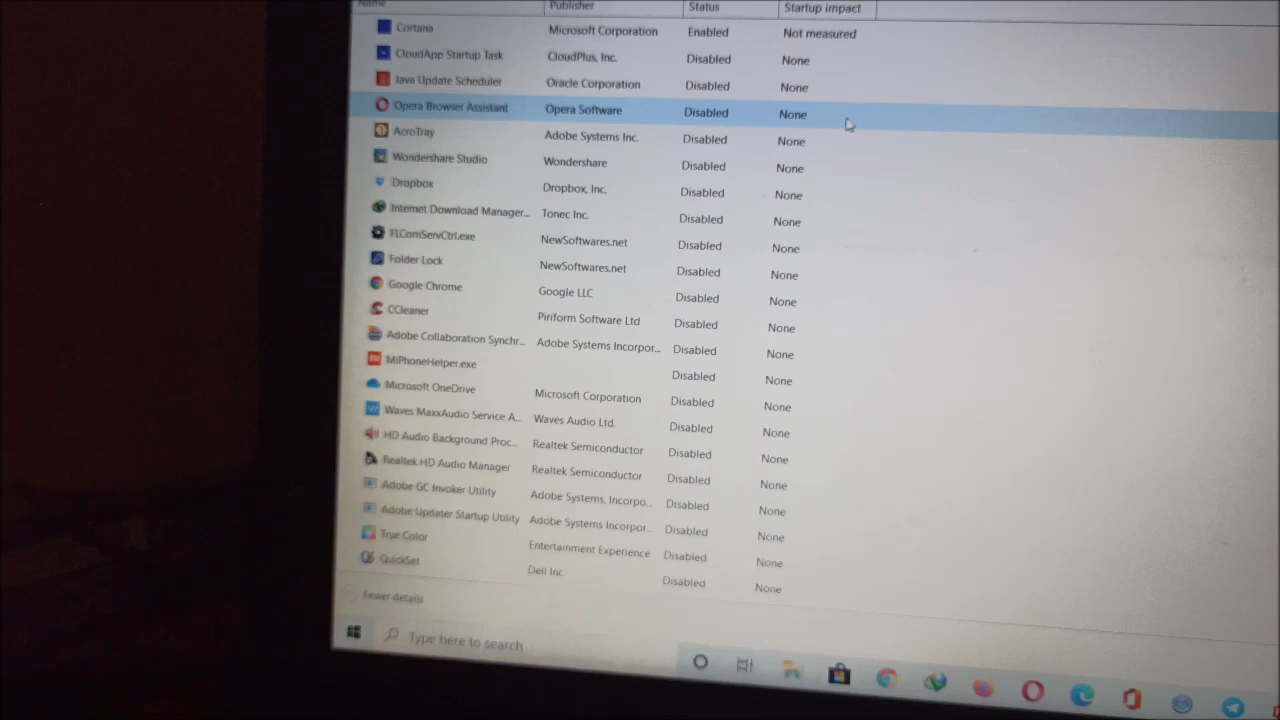 Name Publisher Status Startup impact
Cortana Microsoft Corporation Enabled Not measured
CloudApp Startup Task CloudPlus, Inc. Disabled None
Java Update Scheduler Oracle Corporation Disabled None
Opera Browser Assistant Opera Software Disabled None
AcroTray Adobe Systems Inc. Disabled None
Wondershare Studio Wondershare Disabled None
Dropbox Dropbox, Inc. Disabled None
Internet Download Manager... Tonec Inc. Disabled None
FLComServCtrl.exe NewSoftwares.net Disabled None
Folder Lock NewSoftwares.net Disabled None
Google Chrome Google LLC Disabled None
CCleaner Piriform Software Ltd Disabled None
Adobe Collaboration Synchr... Adobe Systems Incorpor... Disabled None
MiPhoneHelper.exe Disabled None
Microsoft OneDrive Microsoft Corporation Disabled None
Waves MaxxAudio Service A... Waves Audio Ltd. Disabled None
HD Audio Background Proc... Realtek Semiconductor Disabled None
Realtek HD Audio Manager Realtek Semiconductor Disabled None
Adobe GC Invoker Utility Adobe Systems, Incorpo... Disabled None
Adobe Updater Startup Utility Adobe Systems Incorpor... Disabled None
True Color Entertainment Experience Disabled None
QuickSet Dell Inc. Disabled None
Fewer details
Type here to search